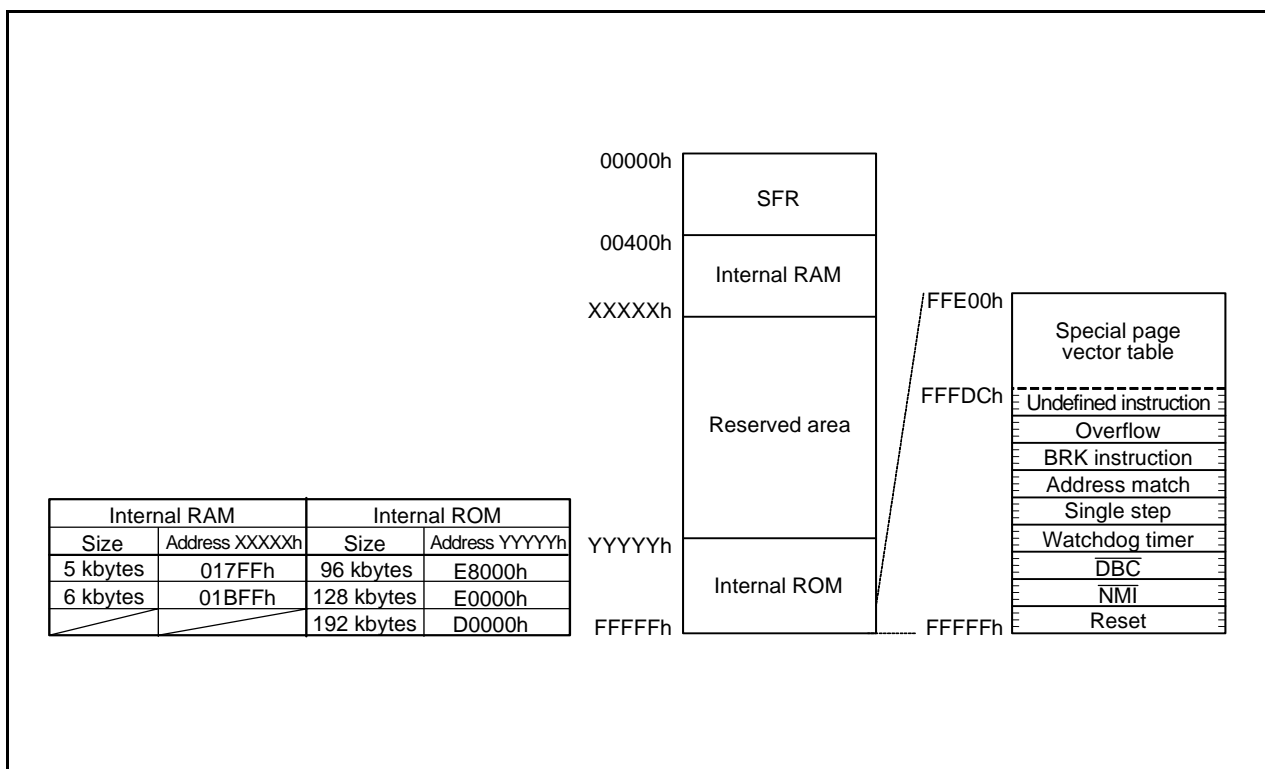 00000h
SFR
00400h
Internal RAM
XXXXXh
Reserved area
YYYYYh
Internal ROM
FFFFFh
FFE00h
Special page
vector table
FFFDCh
Undefined instruction
Overflow
BRK instruction
Address match
Single step
Watchdog timer
DBC
NMI
Reset
FFFFFh
Internal RAM Internal ROM
Size Address XXXXXh Size Address YYYYYh
5 kbytes 017FFh 96 kbytes E8000h
6 kbytes 01BFFh 128 kbytes E0000h
192 kbytes D0000h